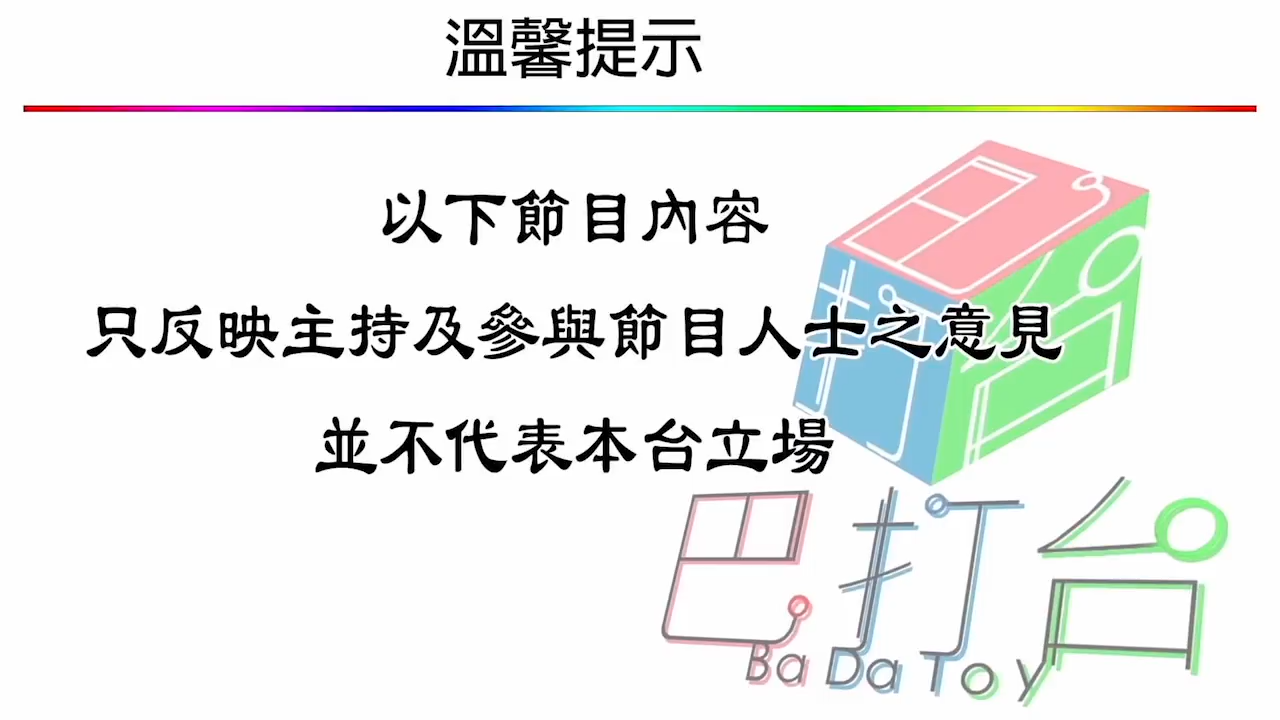 溫馨提示
以下節目內容
只反映主持及參與節目人士之意見
並不代表本台立場
巴打台
Ba Da Toy